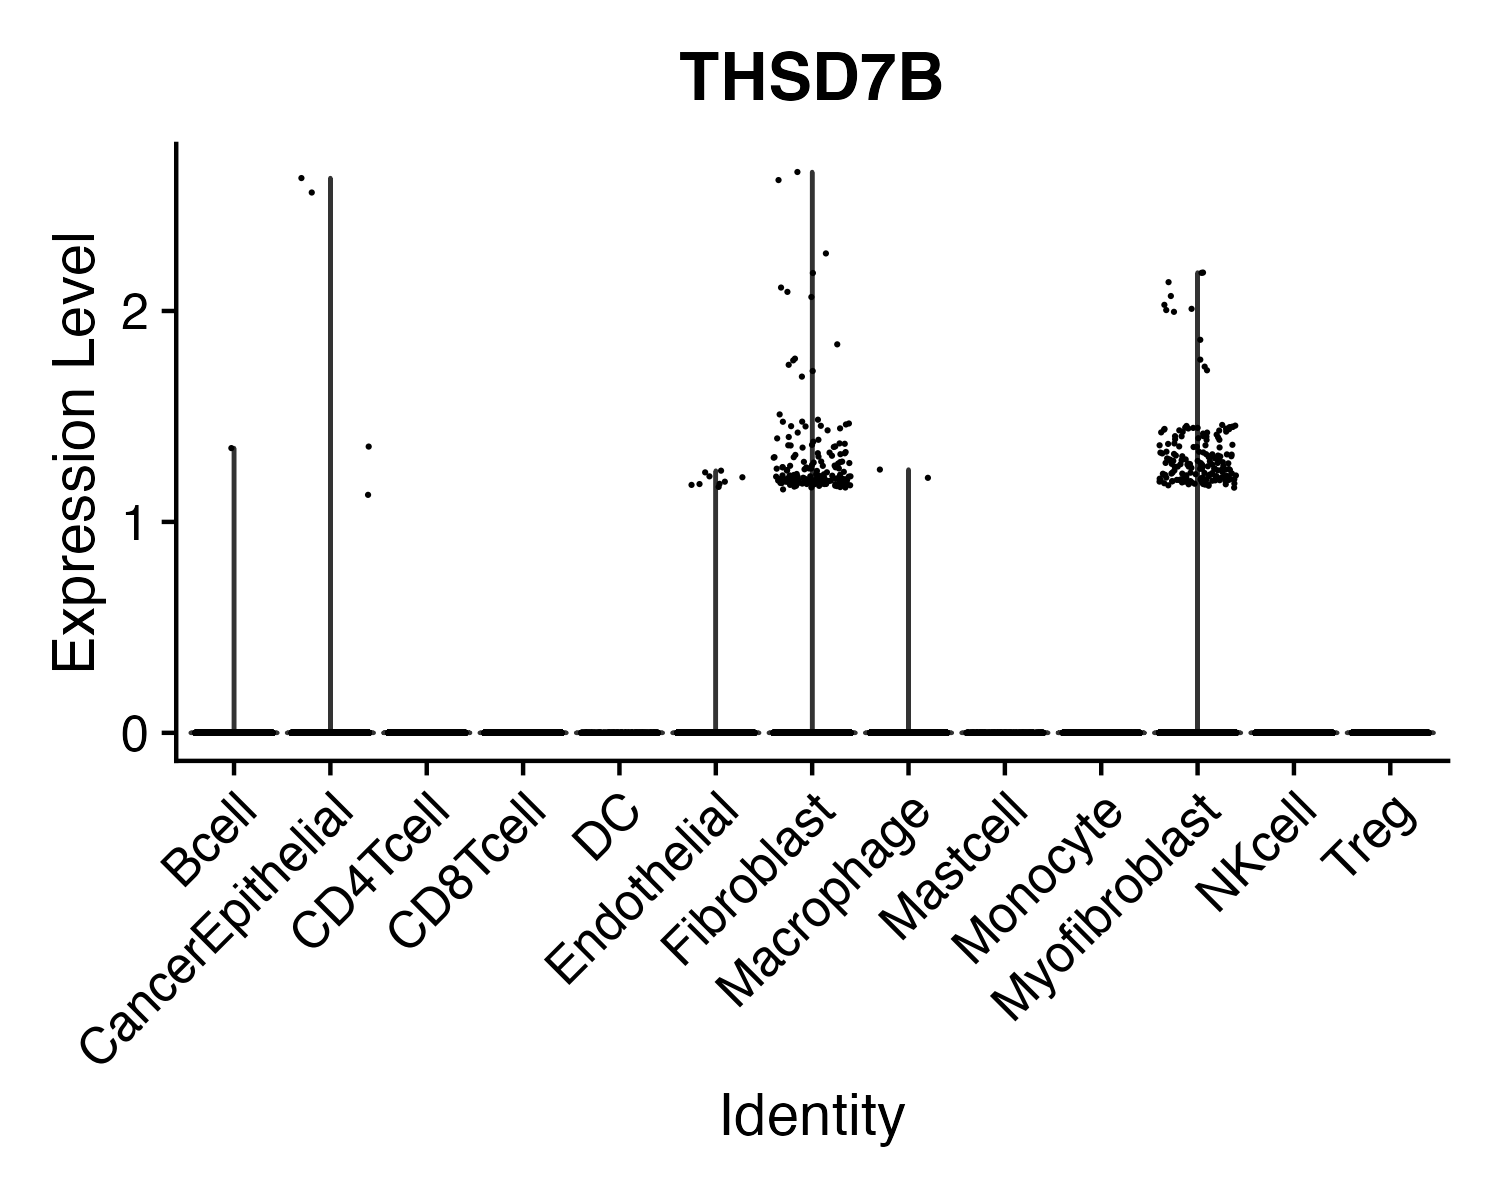 THSD7B
Expression Level
2
1
0
Bcell
CancerEpithelial
CD4Tcell
CD8Tcell
DC
Endothelial
Fibroblast
Macrophage
Mastcell
Monocyte
Myofibroblast
NKcell
Treg
Identity